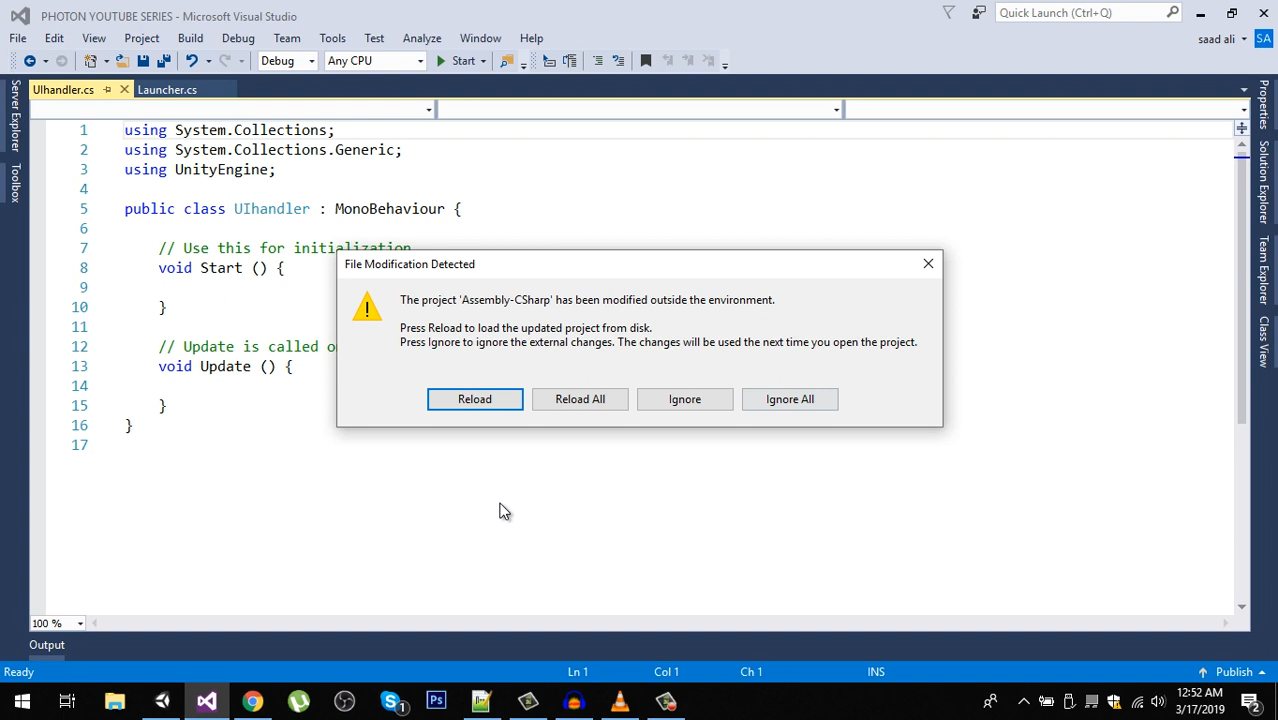 PHOTON YOUTUBE SERIES - Microsoft Visual Studio
Quick Launch (Ctrl+Q)
File Edit View Project Build Debug Team Tools Test Analyze Window Help
saad ali SA
Debug Any CPU Start
UIhandler.cs Launcher.cs
Server Explorer
Toolbox
Properties
Solution Explorer
Team Explorer
Class View
1 using System.Collections;
2 using System.Collections.Generic;
3 using UnityEngine;
4
5 public class UIhandler : MonoBehaviour {
6
7 // Use this for initialization
8 void Start () {
9
10 }
11
12 // Update is called on
13 void Update () {
14
15 }
16 }
17
File Modification Detected
The project 'Assembly-CSharp' has been modified outside the environment.
Press Reload to load the updated project from disk.
Press Ignore to ignore the external changes. The changes will be used the next time you open the project.
Reload Reload All Ignore Ignore All
100 %
Output
Ready Ln 1 Col 1 Ch 1 INS Publish
1
Ps
12:52 AM
3/17/2019
2